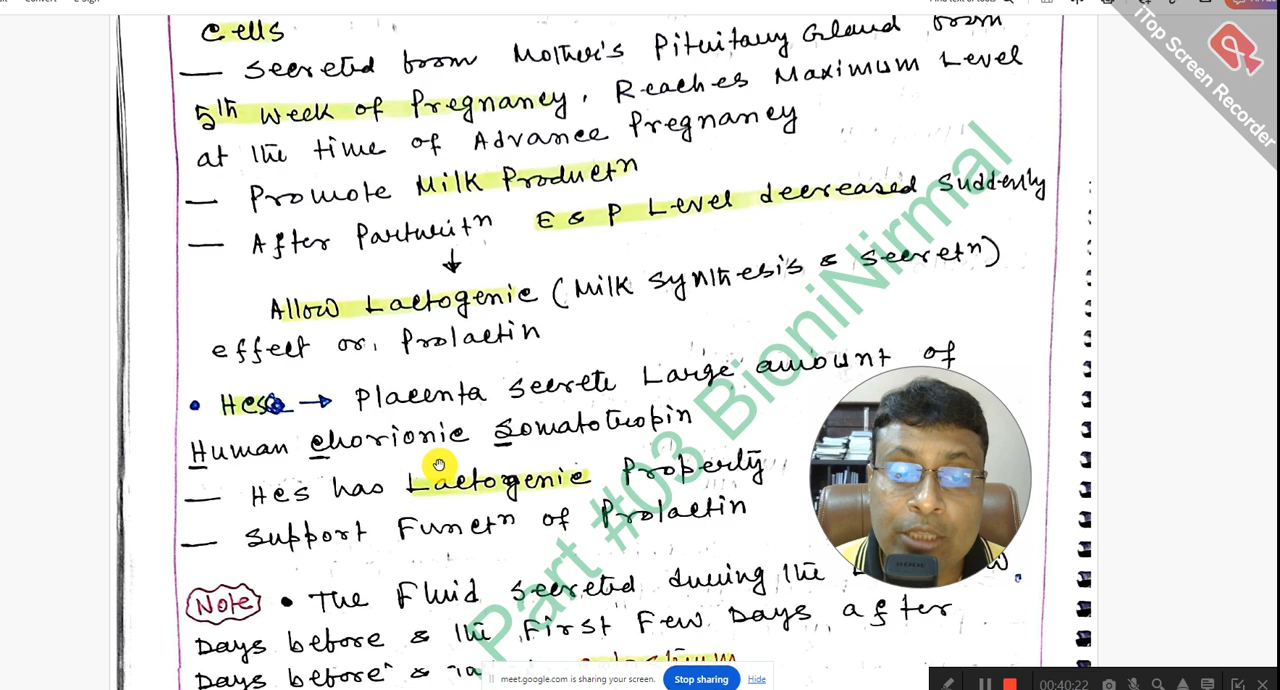 Cells
— Secreted from Mother's Pituitary Gland from
5th Week of Pregnancy. Reaches Maximum Level
at the time of Advance Pregnancy
— Promote Milk Productn
— After Parturitn E & P Level decreased Suddenly
Allow Lactogenic (Milk Synthesis & Secretn)
effect of Prolactin
• HCS → Placenta Secrete Large amount of
Human Chorionic Somatotropin
— Hcs has Lactogenic Property
— Support Functn of Prolactin
Note • The Fluid Secreted during the
Days before & the First Few Days after
Days before &
Part #03 BioniNirmal
iTop Screen Recorder
meet.google.com is sharing your screen. Stop sharing Hide
00:40:22